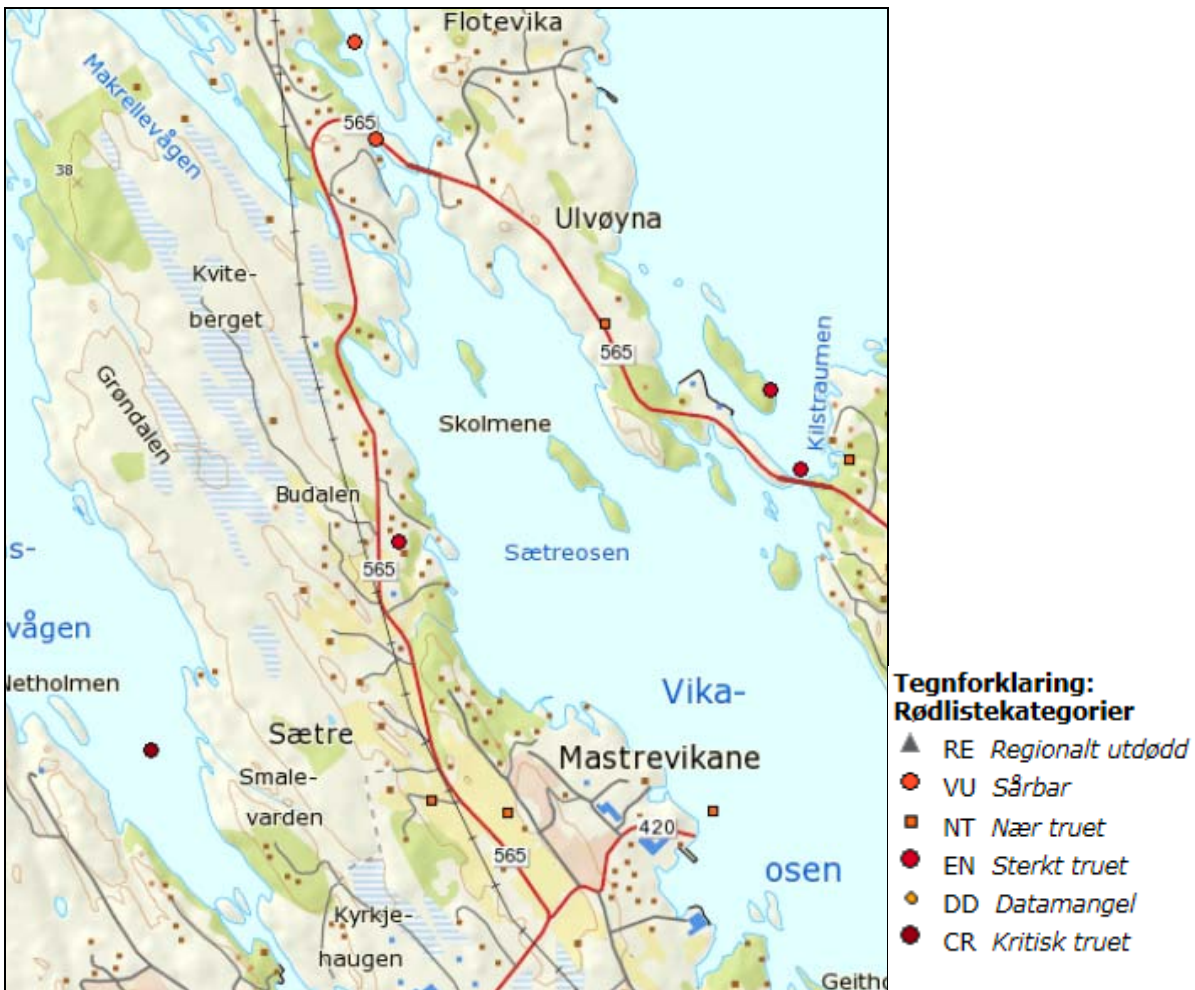 Flotevika
Makrellevågen
565
38
Ulvøyna
Kvite-
berget
565
Kilstraumen
Grøndalen
Skolmene
Budalen
Sætreosen
s-
565
vågen
Netholmen
Vika-
Sætre
Mastrevikane
Smale-
varden
420
565
osen
Kyrkje-
haugen
Geitho
Tegnforklaring:
Rødlistekategorier
RE Regionalt utdødd
VU Sårbar
NT Nær truet
EN Sterkt truet
DD Datamangel
CR Kritisk truet